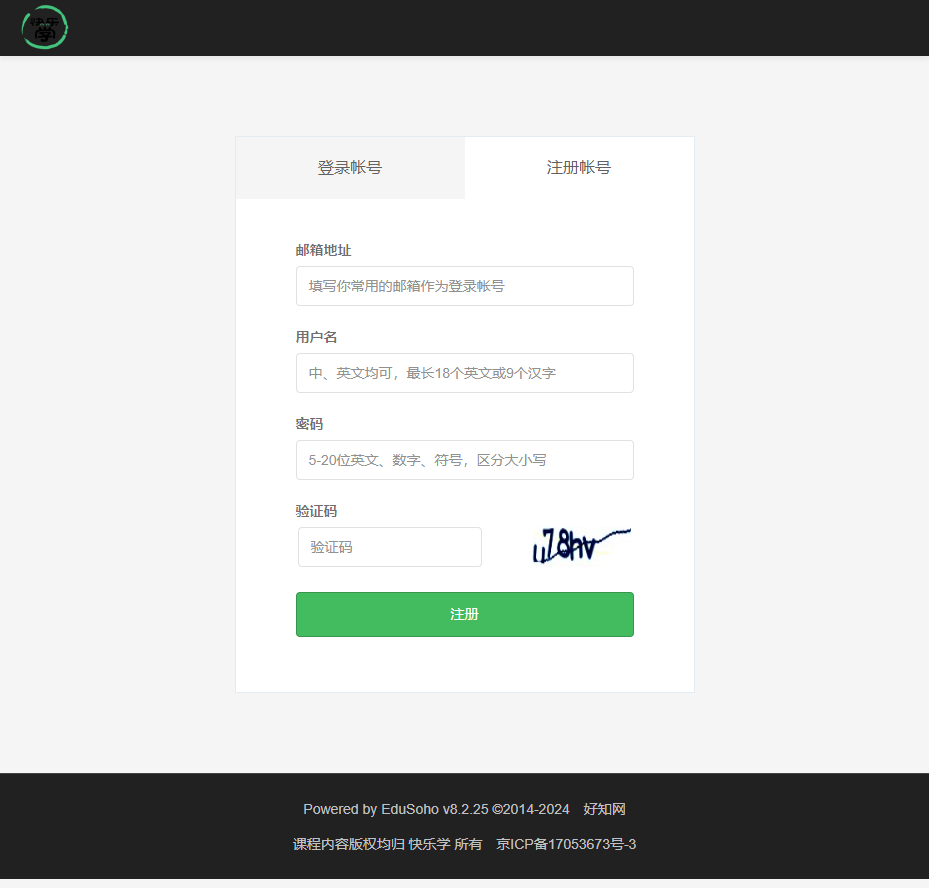 快乐
学
登录帐号
注册帐号
邮箱地址
填写你常用的邮箱作为登录帐号
用户名
中、英文均可，最长18个英文或9个汉字
密码
5-20位英文、数字、符号，区分大小写
验证码
验证码
注册
Powered by EduSoho v8.2.25 ©2014-2024 好知网
课程内容版权均归 快乐学 所有 京ICP备17053673号-3